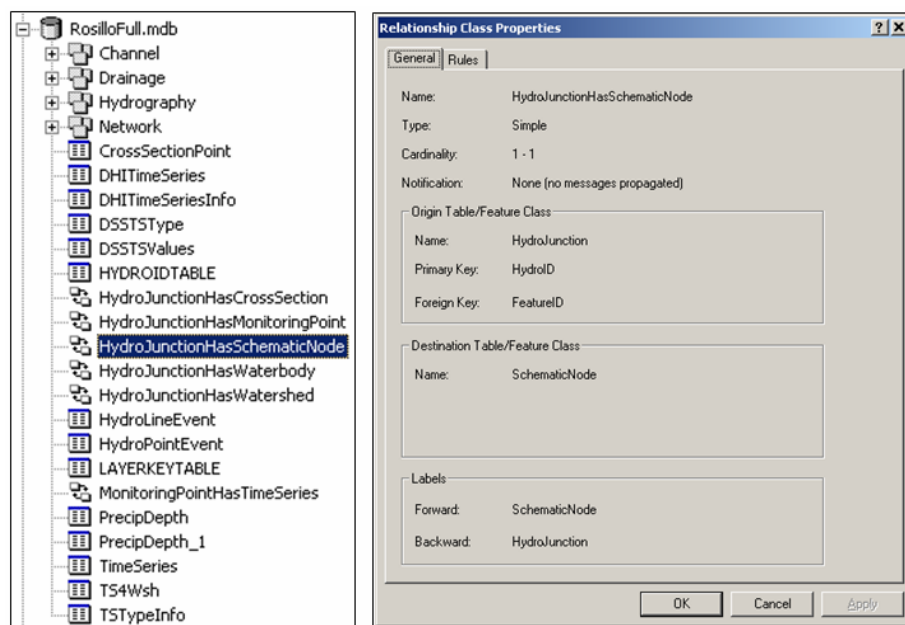 RosilloFull.mdb
Channel
Drainage
Hydrography
Network
CrossSectionPoint
DHITimeSeries
DHITimeSeriesInfo
DSSTSType
DSSTSValues
HYDROIDTABLE
HydroJunctionHasCrossSection
HydroJunctionHasMonitoringPoint
HydroJunctionHasSchematicNode
HydroJunctionHasWaterbody
HydroJunctionHasWatershed
HydroLineEvent
HydroPointEvent
LAYERKEYTABLE
MonitoringPointHasTimeSeries
PrecipDepth
PrecipDepth_1
TimeSeries
TS4Wsh
TSTypeInfo
Relationship Class Properties
General Rules
Name: HydroJunctionHasSchematicNode
Type: Simple
Cardinality: 1 - 1
Notification: None (no messages propagated)
Origin Table/Feature Class
Name: HydroJunction
Primary Key: HydroID
Foreign Key: FeatureID
Destination Table/Feature Class
Name: SchematicNode
Labels
Forward: SchematicNode
Backward: HydroJunction
OK Cancel Apply